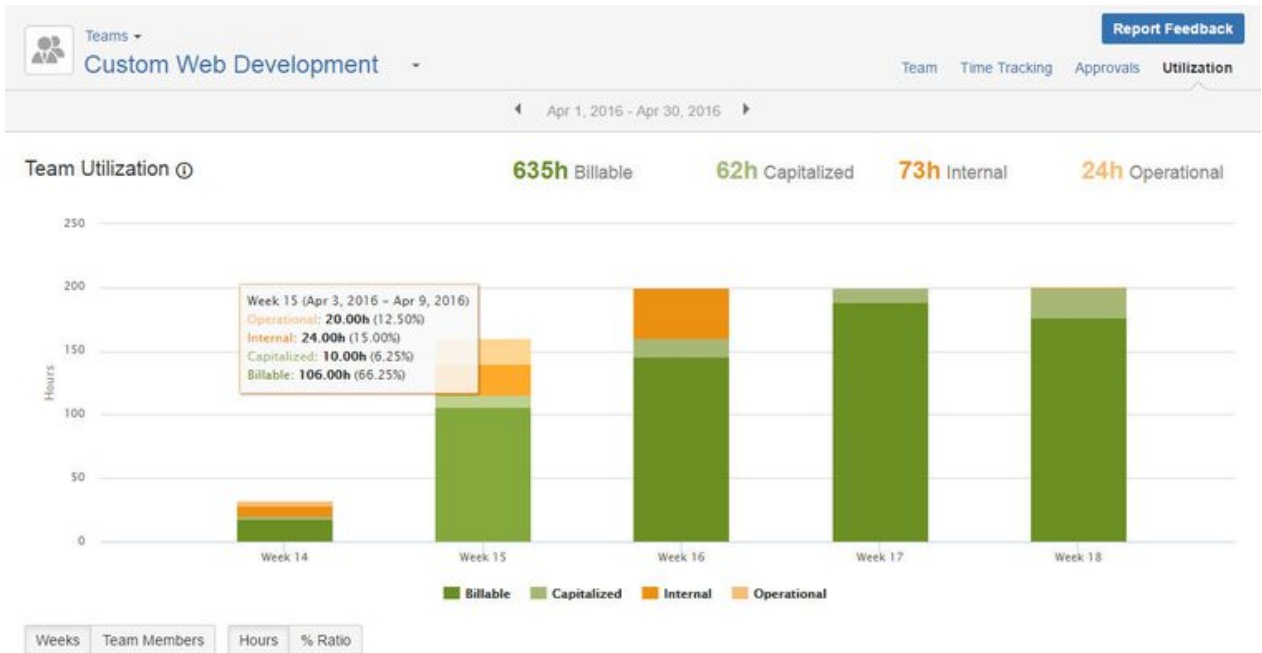 Teams
Custom Web Development
Report Feedback
Team Time Tracking Approvals Utilization
Apr 1, 2016 - Apr 30, 2016
Team Utilization
635h Billable 62h Capitalized 73h Internal 24h Operational
250
200
150
100
50
0
Hours
Week 15 (Apr 3, 2016 - Apr 9, 2016)
Operational: 20.00h (12.50%)
Internal: 24.00h (15.00%)
Capitalized: 10.00h (6.25%)
Billable: 106.00h (66.25%)
Week 14 Week 15 Week 16 Week 17 Week 18
Billable Capitalized Internal Operational
Weeks Team Members Hours % Ratio